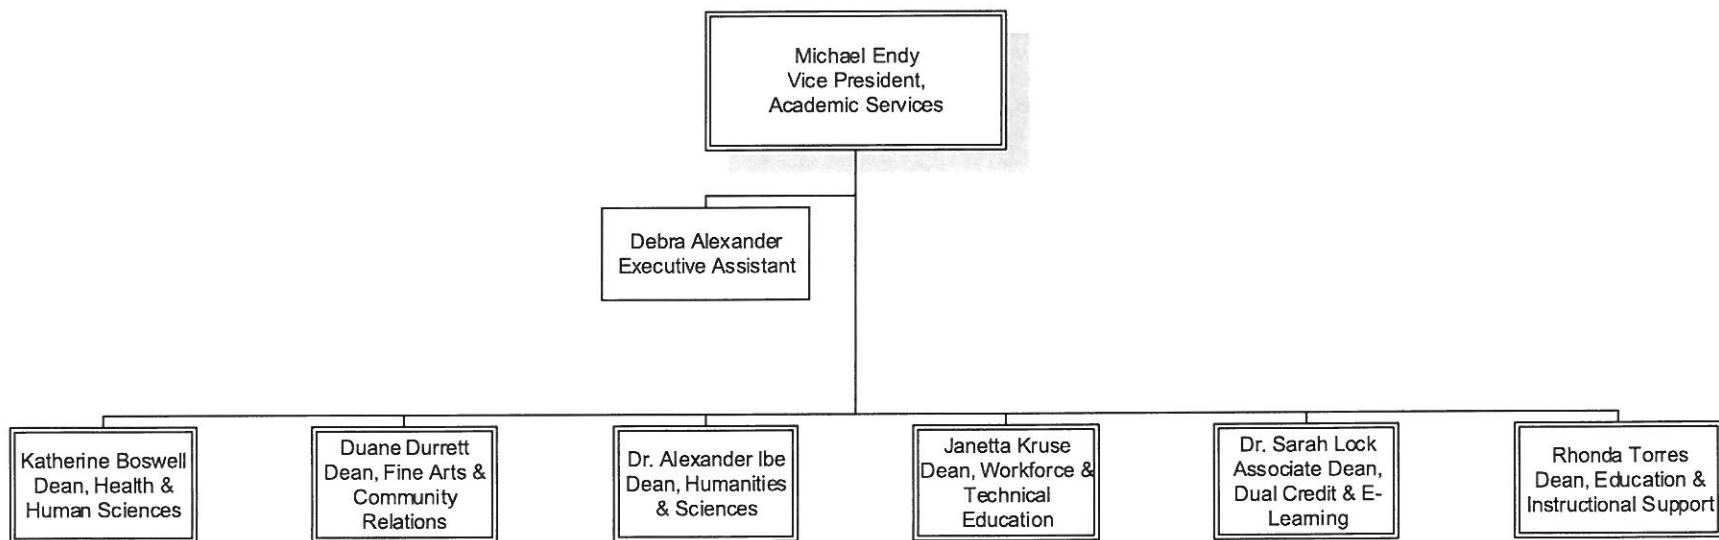 Michael Endy
Vice President,
Academic Services
Debra Alexander
Executive Assistant
Katherine Boswell
Dean, Health &
Human Sciences
Duane Durrett
Dean, Fine Arts &
Community
Relations
Dr. Alexander Ibe
Dean, Humanities
& Sciences
Janetta Kruse
Dean, Workforce &
Technical
Education
Dr. Sarah Lock
Associate Dean,
Dual Credit & E-
Learning
Rhonda Torres
Dean, Education &
Instructional Support